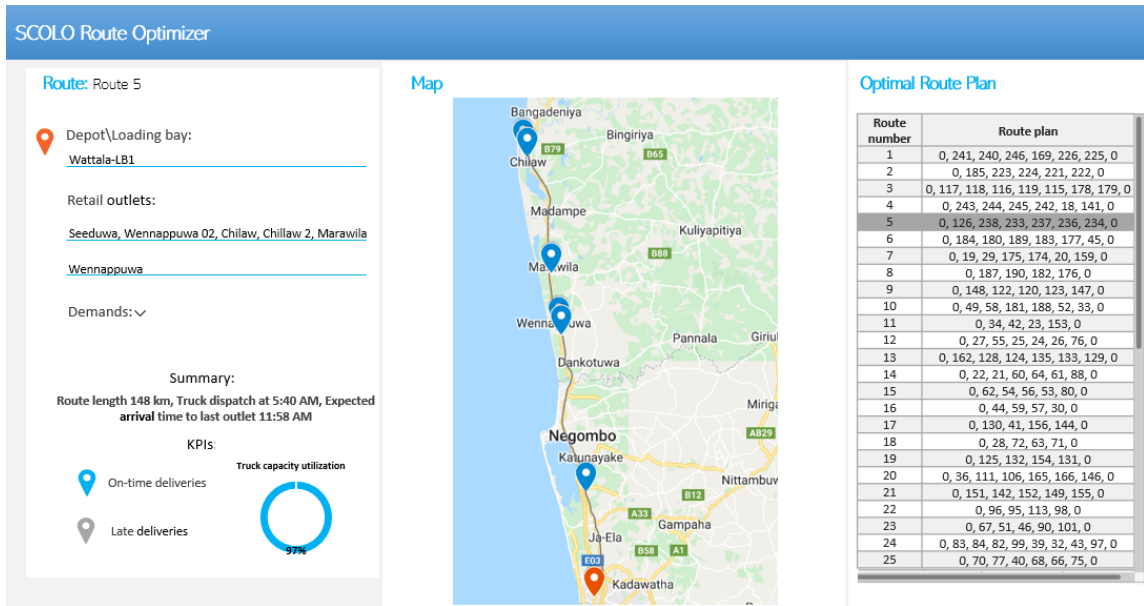 SCOLO Route Optimizer
Route: Route 5
Depot\Loading bay:
Wattala-LB1
Retail outlets:
Seeduwa, Wennappuwa 02, Chilaw, Chillaw 2, Marawila
Wennappuwa
Demands:
Summary:
Route length 148 km, Truck dispatch at 5:40 AM, Expected
arrival time to last outlet 11:58 AM
KPIs:
Truck capacity utilization
On-time deliveries
Late deliveries
97%
Map
Bangadeniya
Bingiriya
B79
B65
Chilaw
Madampe
Kuliyapitiya
B88
Pannala
Giriul
Dankotuwa
Miriga
Negombo
AB29
Katunayake
Nittambuw
B12
A33
Gampaha
Ja-Ela
B58
A1
E03
Kadawatha
Optimal Route Plan
Route number Route plan
1 0, 241, 240, 246, 169, 226, 225, 0
2 0, 185, 223, 224, 221, 222, 0
3 0, 117, 118, 116, 119, 115, 178, 179, 0
4 0, 243, 244, 245, 242, 18, 141, 0
5 0, 126, 238, 233, 237, 236, 234, 0
6 0, 184, 180, 189, 183, 177, 45, 0
7 0, 19, 29, 175, 174, 20, 159, 0
8 0, 187, 190, 182, 176, 0
9 0, 148, 122, 120, 123, 147, 0
10 0, 49, 58, 181, 188, 52, 33, 0
11 0, 34, 42, 23, 153, 0
12 0, 27, 55, 25, 24, 26, 76, 0
13 0, 162, 128, 124, 135, 133, 129, 0
14 0, 22, 21, 60, 64, 61, 88, 0
15 0, 62, 54, 56, 53, 80, 0
16 0, 44, 59, 57, 30, 0
17 0, 130, 41, 156, 144, 0
18 0, 28, 72, 63, 71, 0
19 0, 125, 132, 154, 131, 0
20 0, 36, 111, 106, 165, 166, 146, 0
21 0, 151, 142, 152, 149, 155, 0
22 0, 96, 95, 113, 98, 0
23 0, 67, 51, 46, 90, 101, 0
24 0, 83, 84, 82, 99, 39, 32, 43, 97, 0
25 0, 70, 77, 40, 68, 66, 75, 0